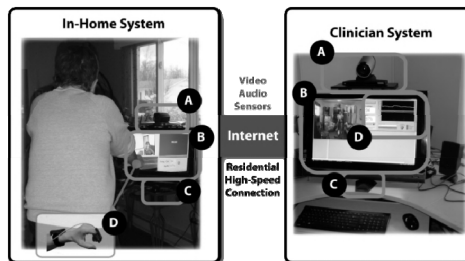 In-Home System
A
B
C
D
Video
Audio
Sensors
Internet
Residential
High-Speed
Connection
Clinician System
A
B
D
C